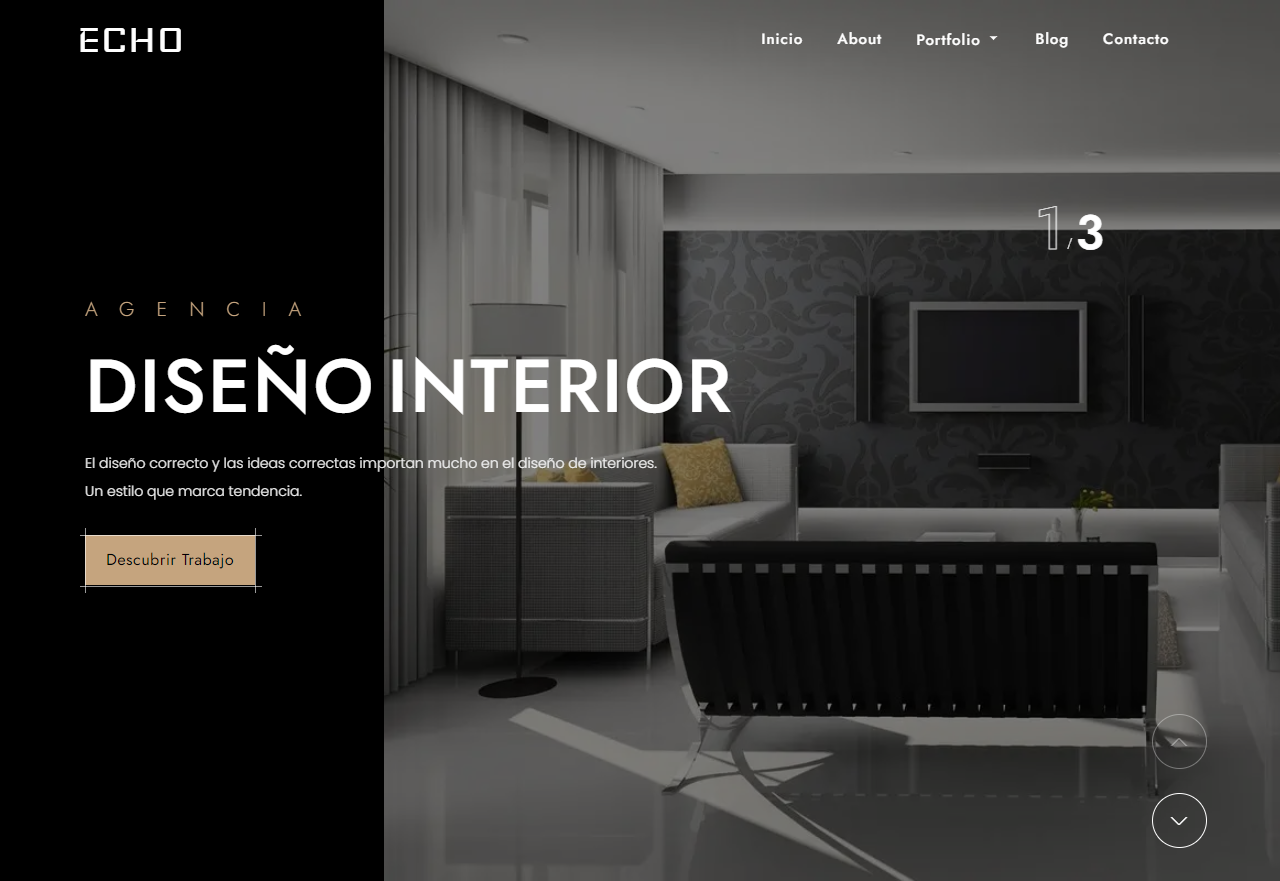 ECHO
Inicio About Portfolio Blog Contacto
1/3
AGENCIA
DISEÑO INTERIOR
El diseño correcto y las ideas correctas importan mucho en el diseño de interiores.
Un estilo que marca tendencia.
Descubrir Trabajo